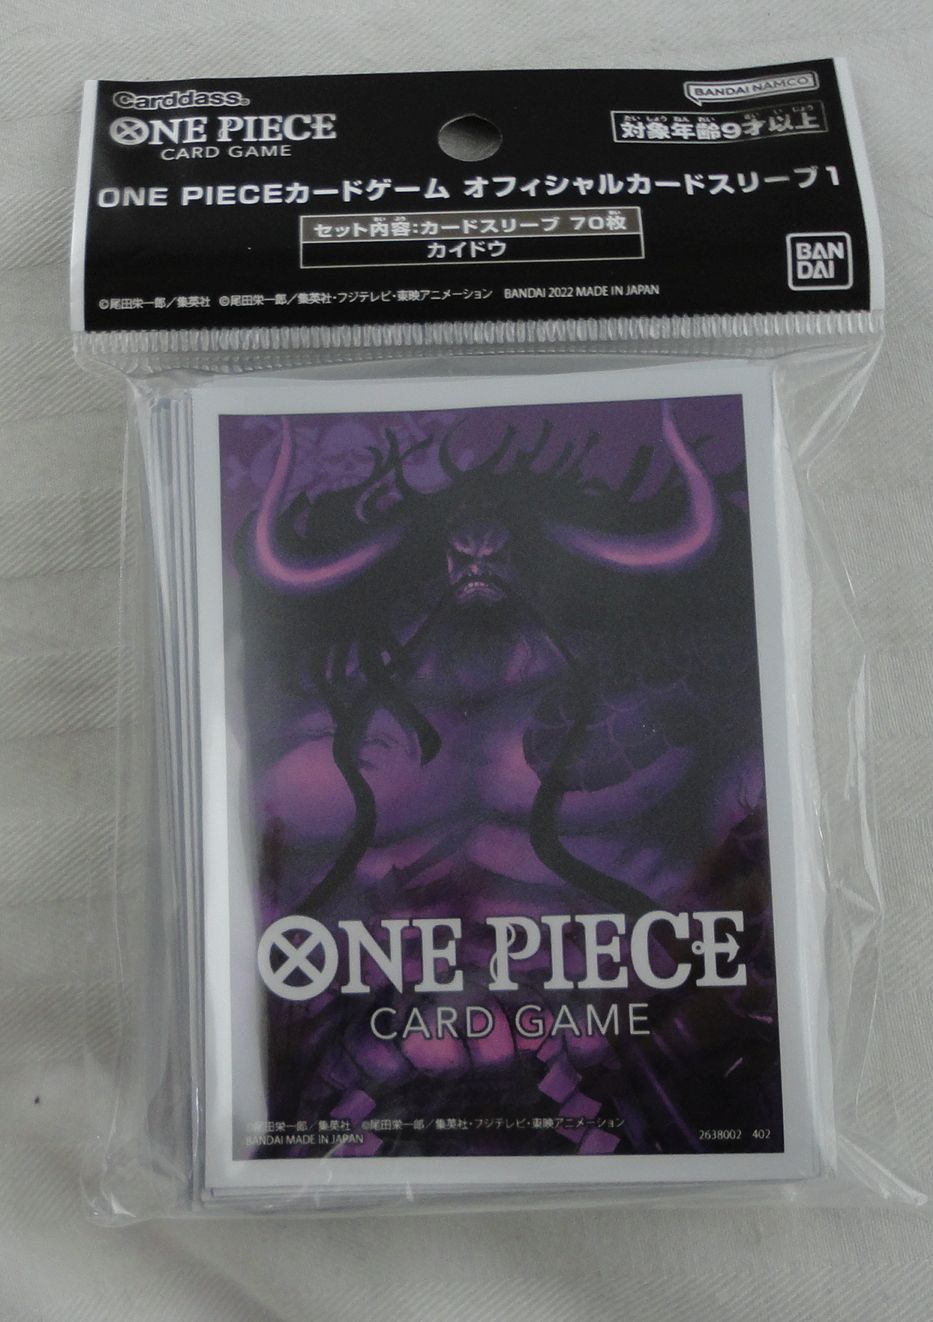 Carddass®
ONE PIECE
CARD GAME
BANDAI NAMCO
対象年齢9才以上
ONE PIECEカードゲーム オフィシャルカードスリーブ1
セット内容:カードスリーブ 70枚
カイドウ
BAN
DAI
©尾田栄一郎/集英社 ©尾田栄一郎/集英社・フジテレビ・東映アニメーション BANDAI 2022 MADE IN JAPAN
ONE PIECE
CARD GAME
©尾田栄一郎/集英社 ©尾田栄一郎/集英社・フジテレビ・東映アニメーション
BANDAI MADE IN JAPAN
2638002 402